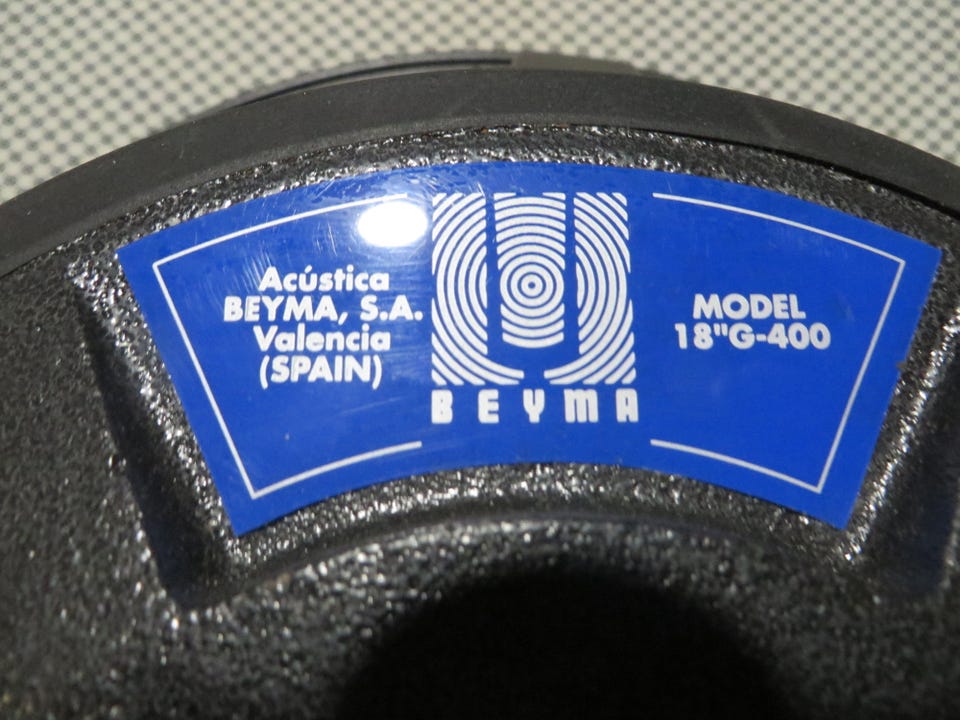 Acústica
BEYMA, S.A.
Valencia
(SPAIN)
BEYMA
MODEL
18"G-400